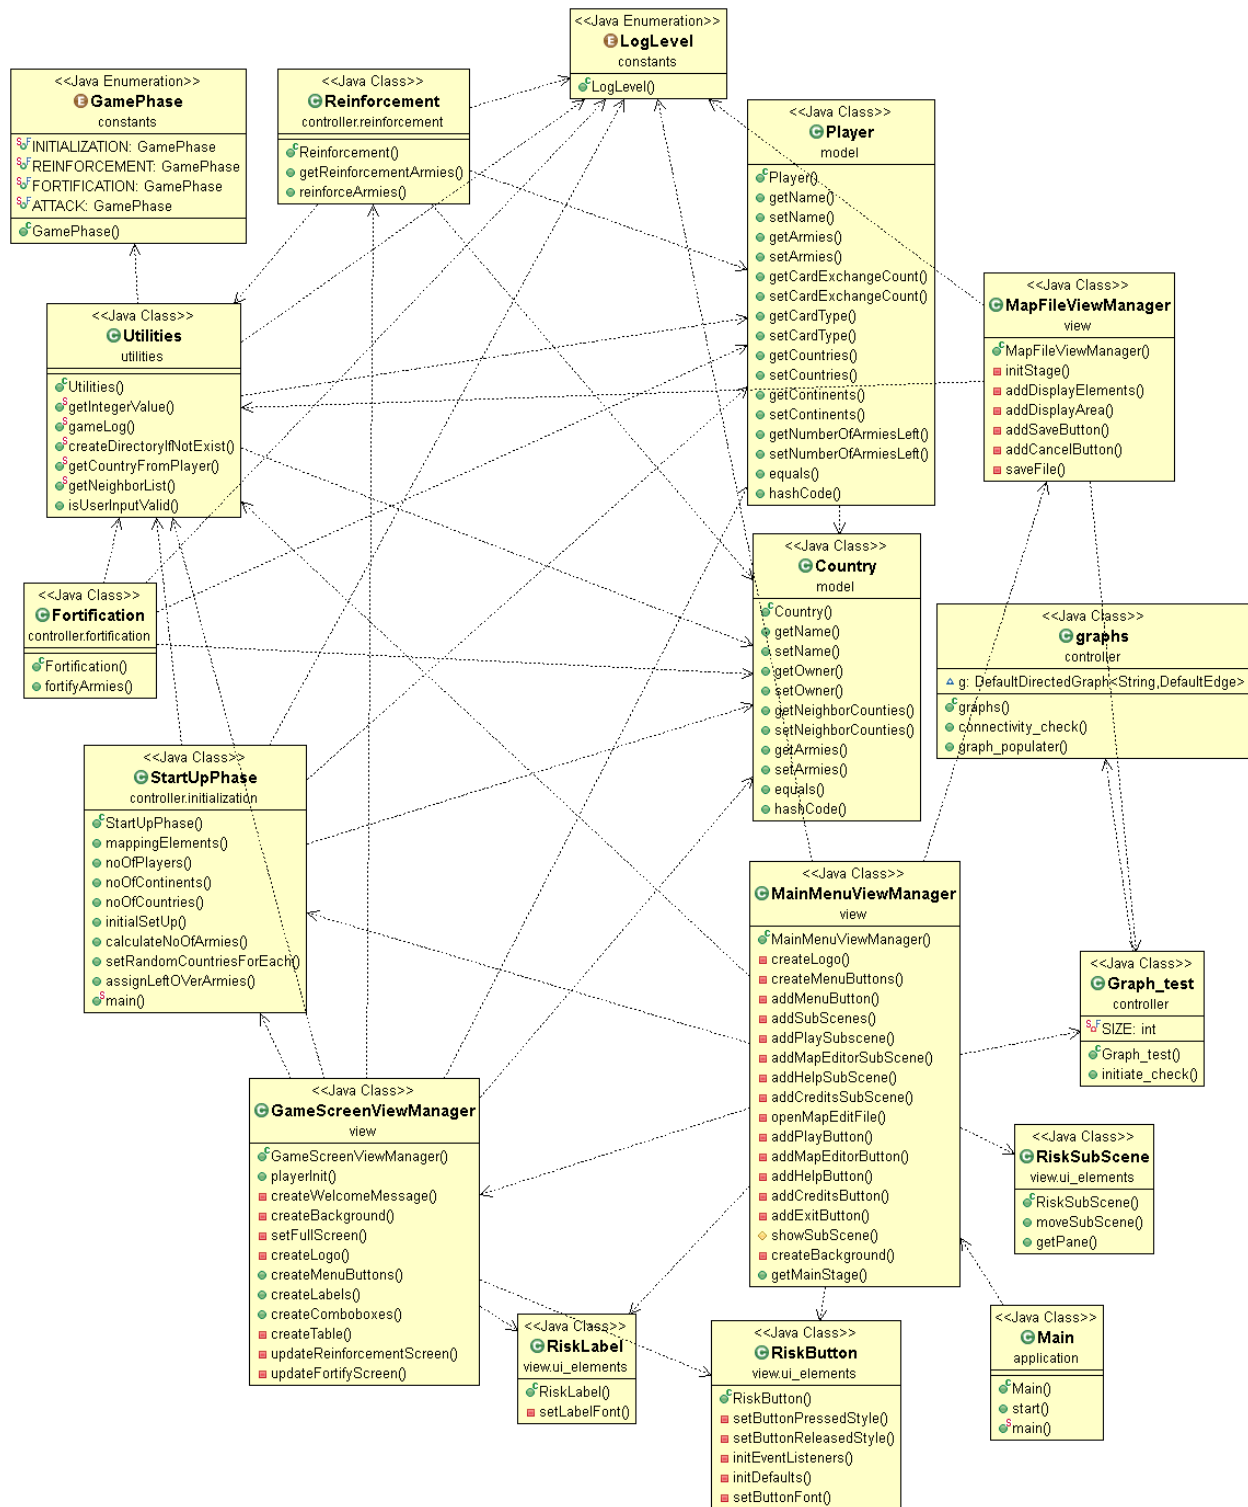 <<Java Enumeration>>
LogLevel
constants
LogLevel()
<<Java Enumeration>>
GamePhase
constants
INITIALIZATION: GamePhase
REINFORCEMENT: GamePhase
FORTIFICATION: GamePhase
ATTACK: GamePhase
GamePhase()
<<Java Class>>
Reinforcement
controller.reinforcement
Reinforcement()
getReinforcementArmies()
reinforceArmies()
<<Java Class>>
Player
model
Player()
getName()
setName()
getArmies()
setArmies()
getCardExchangeCount()
setCardExchangeCount()
getCardType()
setCardType()
getCountries()
setCountries()
getContinents()
setContinents()
getNumberOfArmiesLeft()
setNumberOfArmiesLeft()
equals()
hashCode()
<<Java Class>>
MapFileViewManager
view
MapFileViewManager()
initStage()
addDisplayElements()
addDisplayArea()
addSaveButton()
addCancelButton()
saveFile()
<<Java Class>>
Utilities
utilities
Utilities()
getIntegerValue()
gameLog()
createDirectoryIfNotExist()
getCountryFromPlayer()
getNeighborList()
isUserInputValid()
<<Java Class>>
Country
model
Country()
getName()
setName()
getOwner()
setOwner()
getNeighborCounties()
setNeighborCounties()
getArmies()
setArmies()
equals()
hashCode()
<<Java Class>>
Fortification
controller.fortification
Fortification()
fortifyArmies()
<<Java Class>>
graphs
controller
g: DefaultDirectedGraph<String,DefaultEdge>
graphs()
connectivity_check()
graph_populater()
<<Java Class>>
StartUpPhase
controller.initialization
StartUpPhase()
mappingElements()
noOfPlayers()
noOfContinents()
noOfCountries()
initialSetUp()
calculateNoOfArmies()
setRandomCountriesForEach()
assignLeftOVerArmies()
main()
<<Java Class>>
MainMenuViewManager
view
MainMenuViewManager()
createLogo()
createMenuButtons()
addMenuButton()
addSubScenes()
addPlaySubscene()
addMapEditorSubScene()
addHelpSubScene()
addCreditsSubScene()
openMapEditFile()
addPlayButton()
addMapEditorButton()
addHelpButton()
addCreditsButton()
addExitButton()
showSubScene()
createBackground()
getMainStage()
<<Java Class>>
Graph_test
controller
SIZE: int
Graph_test()
initiate_check()
<<Java Class>>
GameScreenViewManager
view
GameScreenViewManager()
playerInit()
createWelcomeMessage()
createBackground()
setFullScreen()
createLogo()
createMenuButtons()
createLabels()
createComboboxes()
createTable()
updateReinforcementScreen()
updateFortifyScreen()
<<Java Class>>
RiskSubScene
view.ui_elements
RiskSubScene()
moveSubScene()
getPane()
<<Java Class>>
RiskLabel
view.ui_elements
RiskLabel()
setLabelFont()
<<Java Class>>
RiskButton
view.ui_elements
RiskButton()
setButtonPressedStyle()
setButtonReleasedStyle()
initEventListeners()
initDefaults()
setButtonFont()
<<Java Class>>
Main
application
Main()
start()
main()